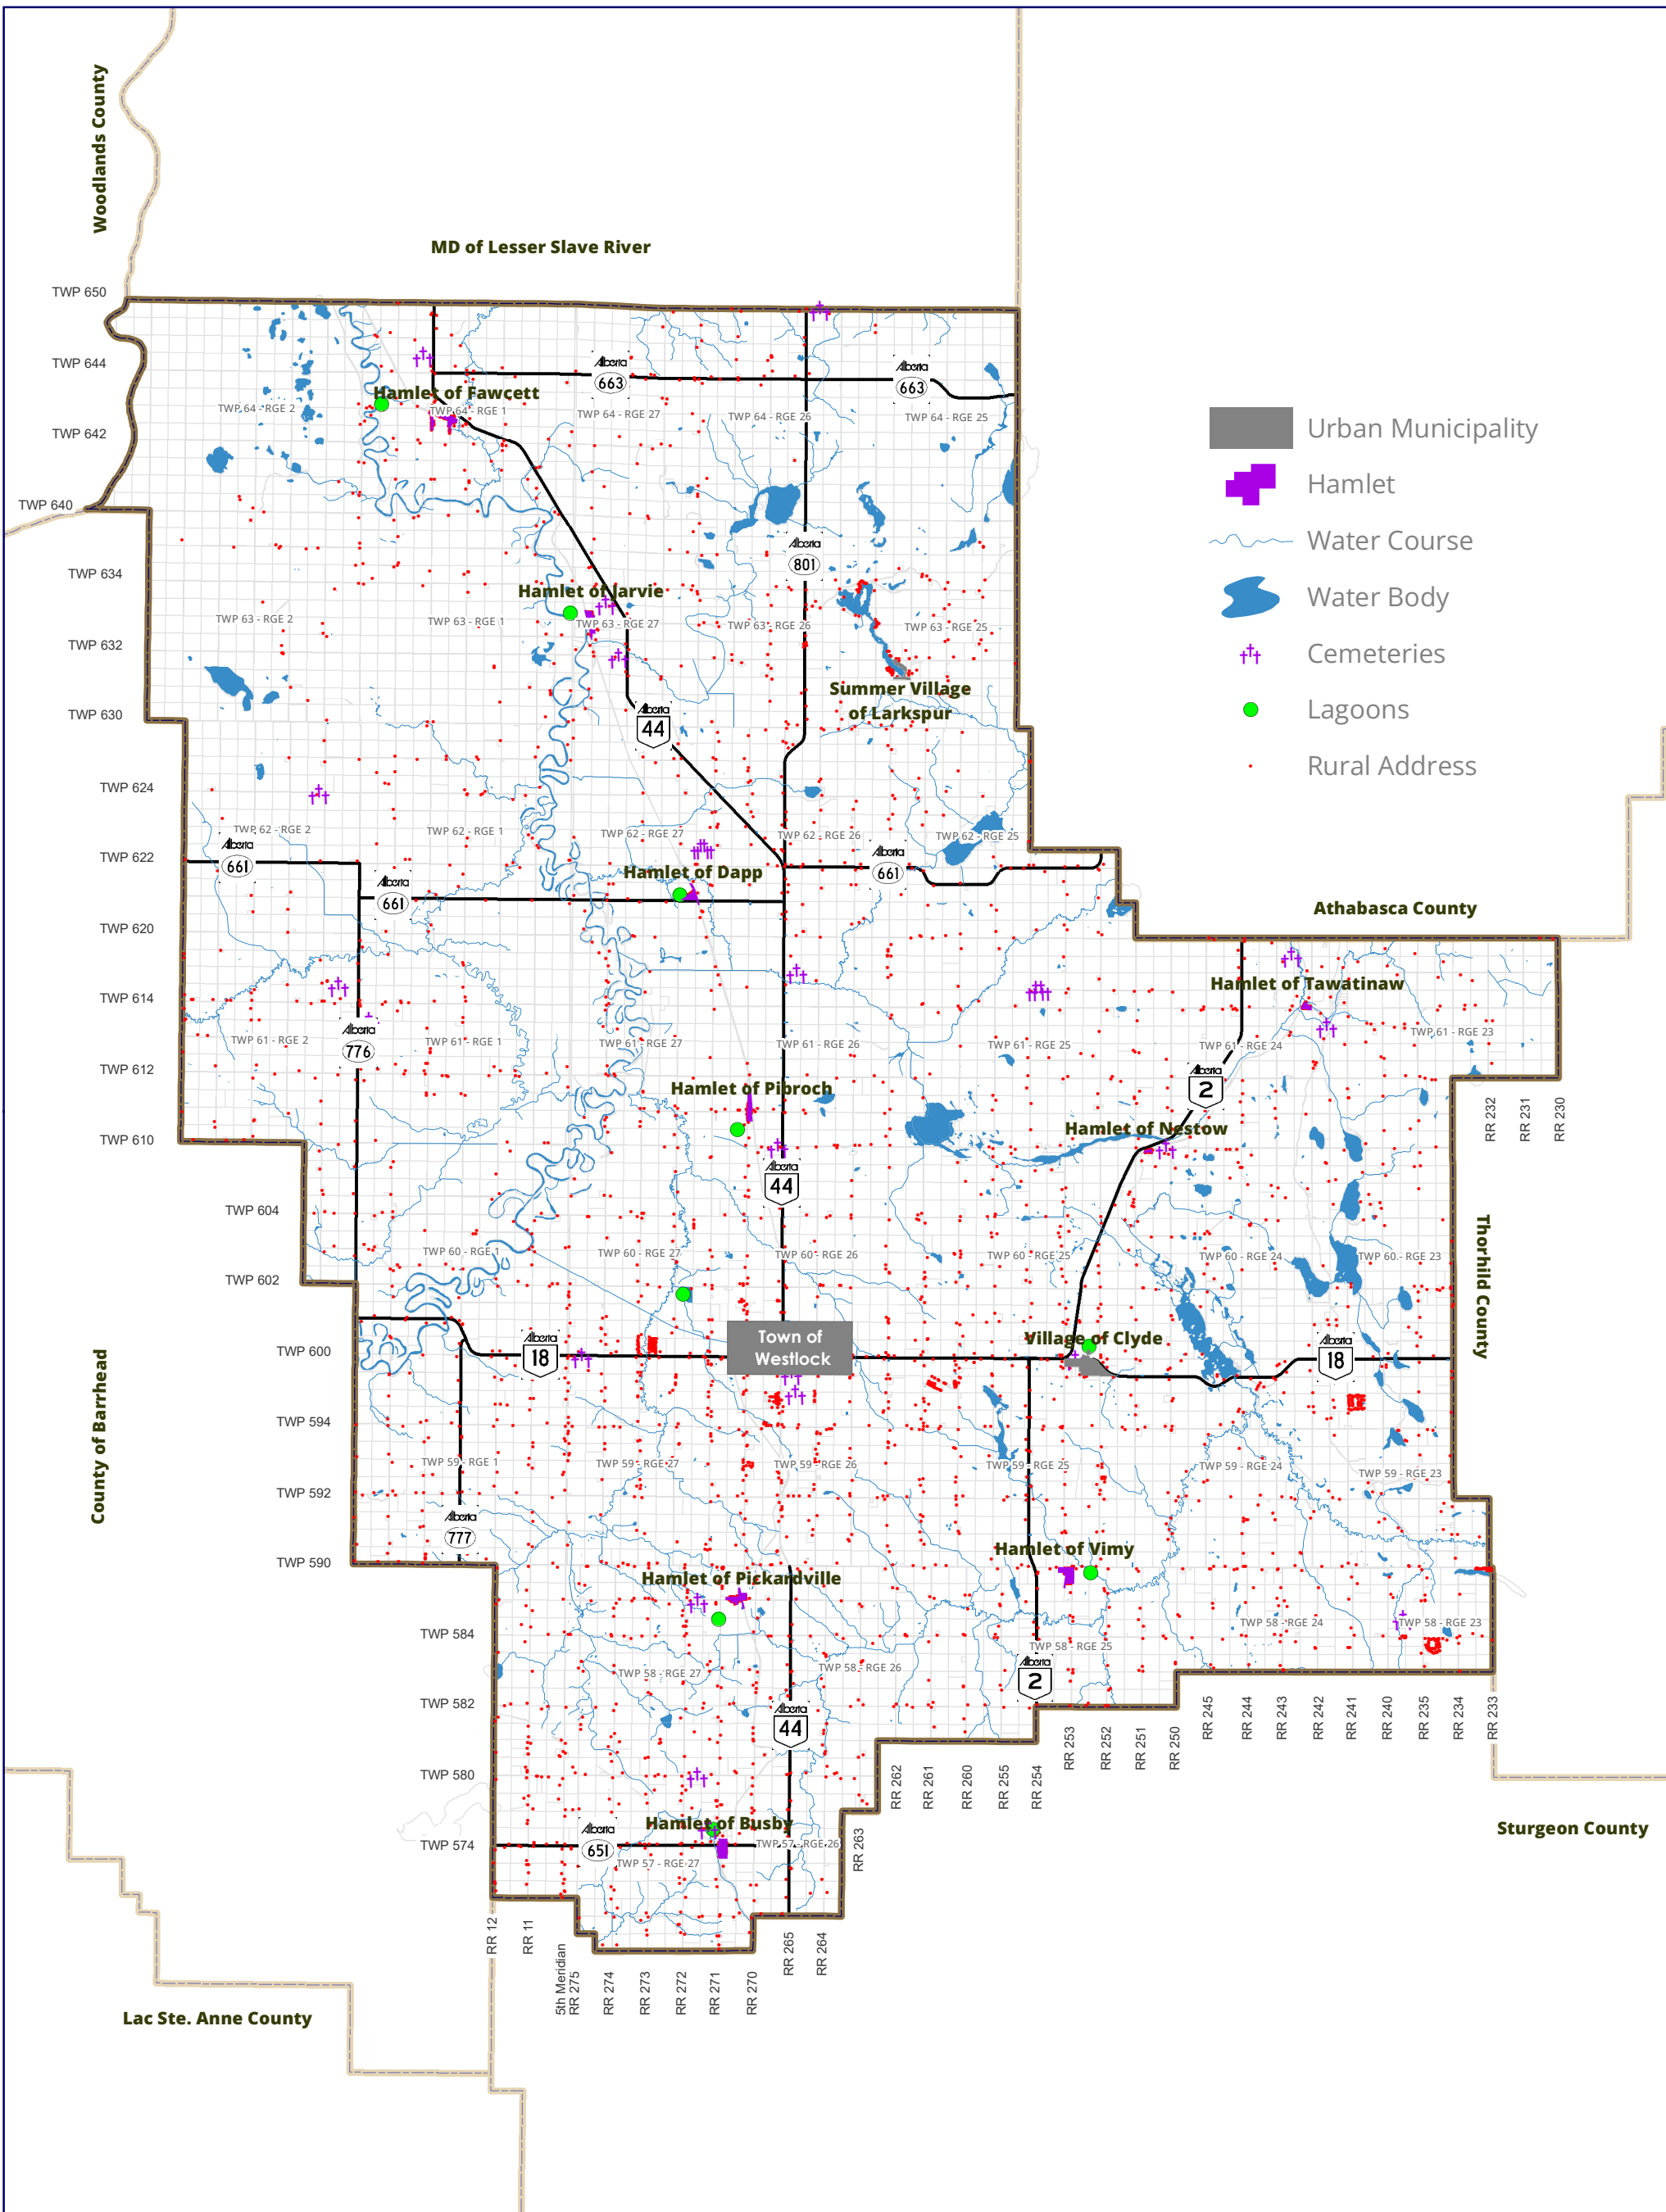 Woodlands County
MD of Lesser Slave River
TWP 650
TWP 644
Alberta
663
Alberta
663
Hamlet of Fawcett
TWP 64 - RGE 2
TWP 64 - RGE 1
TWP 64 - RGE 27
TWP 64 - RGE 26
TWP 64 - RGE 25
TWP 642
TWP 640
Urban Municipality
Hamlet
Water Course
Water Body
Cemeteries
Lagoons
Rural Address
Alberta
801
TWP 634
Hamlet of Jarvie
TWP 63 - RGE 2
TWP 63 - RGE 1
TWP 63 - RGE 27
TWP 63 - RGE 26
TWP 63 - RGE 25
TWP 632
Summer Village
of Larkspur
TWP 630
Alberta
44
TWP 624
TWP 62 - RGE 2
TWP 62 - RGE 1
TWP 62 - RGE 27
TWP 62 - RGE 26
TWP 62 - RGE 25
TWP 622
Alberta
661
Alberta
661
Hamlet of Dapp
Alberta
661
Athabasca County
TWP 620
Hamlet of Tawatinaw
TWP 614
Alberta
776
TWP 61 - RGE 2
TWP 61 - RGE 1
TWP 61 - RGE 27
TWP 61 - RGE 26
TWP 61 - RGE 25
TWP 61 - RGE 24
TWP 61 - RGE 23
TWP 612
Alberta
2
Hamlet of Pibroch
RR 232
RR 231
RR 230
Hamlet of Nestow
TWP 610
Alberta
44
TWP 604
TWP 60 - RGE 1
TWP 60 - RGE 27
TWP 60 - RGE 26
TWP 60 - RGE 25
TWP 60 - RGE 24
TWP 60 - RGE 23
Thorhild County
TWP 602
Town of
Westlock
Village of Clyde
TWP 600
Alberta
18
Alberta
18
County of Barrhead
TWP 594
TWP 59 - RGE 1
TWP 59 - RGE 27
TWP 59 - RGE 26
TWP 59 - RGE 25
TWP 59 - RGE 24
TWP 59 - RGE 23
TWP 592
Alberta
777
TWP 590
Hamlet of Vimy
Hamlet of Pickardville
TWP 584
TWP 58 - RGE 27
TWP 58 - RGE 26
TWP 58 - RGE 25
TWP 58 - RGE 24
TWP 58 - RGE 23
Alberta
2
TWP 582
Alberta
44
RR 253
RR 252
RR 251
RR 250
RR 245
RR 244
RR 243
RR 242
RR 241
RR 240
RR 235
RR 234
RR 233
TWP 580
RR 262
RR 261
RR 260
RR 255
RR 254
Hamlet of Busby
Sturgeon County
TWP 574
Alberta
651
TWP 57 - RGE 27
TWP 57 - RGE 26
RR 263
RR 12
RR 11
5th Meridian
RR 275
RR 274
RR 273
RR 272
RR 271
RR 270
RR 265
RR 264
Lac Ste. Anne County